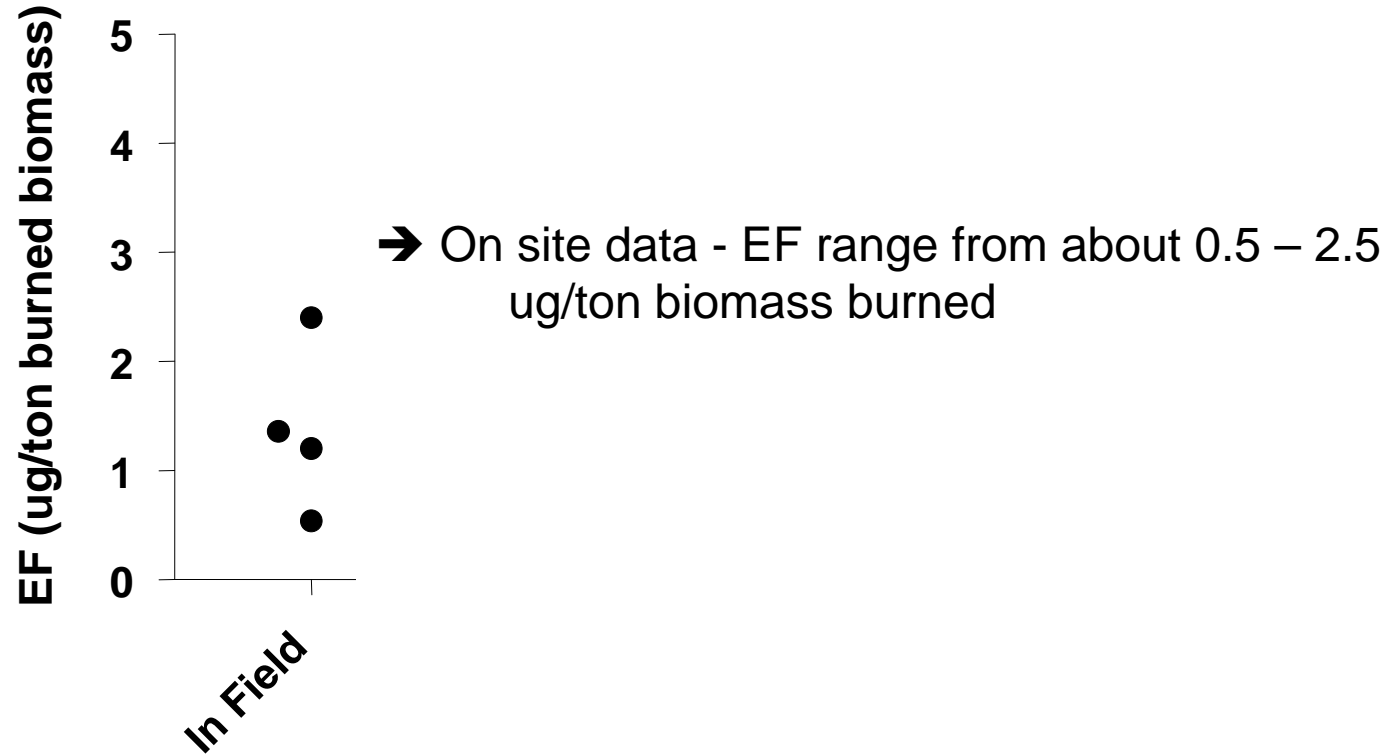 EF (ug/ton burned biomass)
5
4
3
2
1
0
In Field
➔ On site data - EF range from about 0.5 – 2.5
ug/ton biomass burned